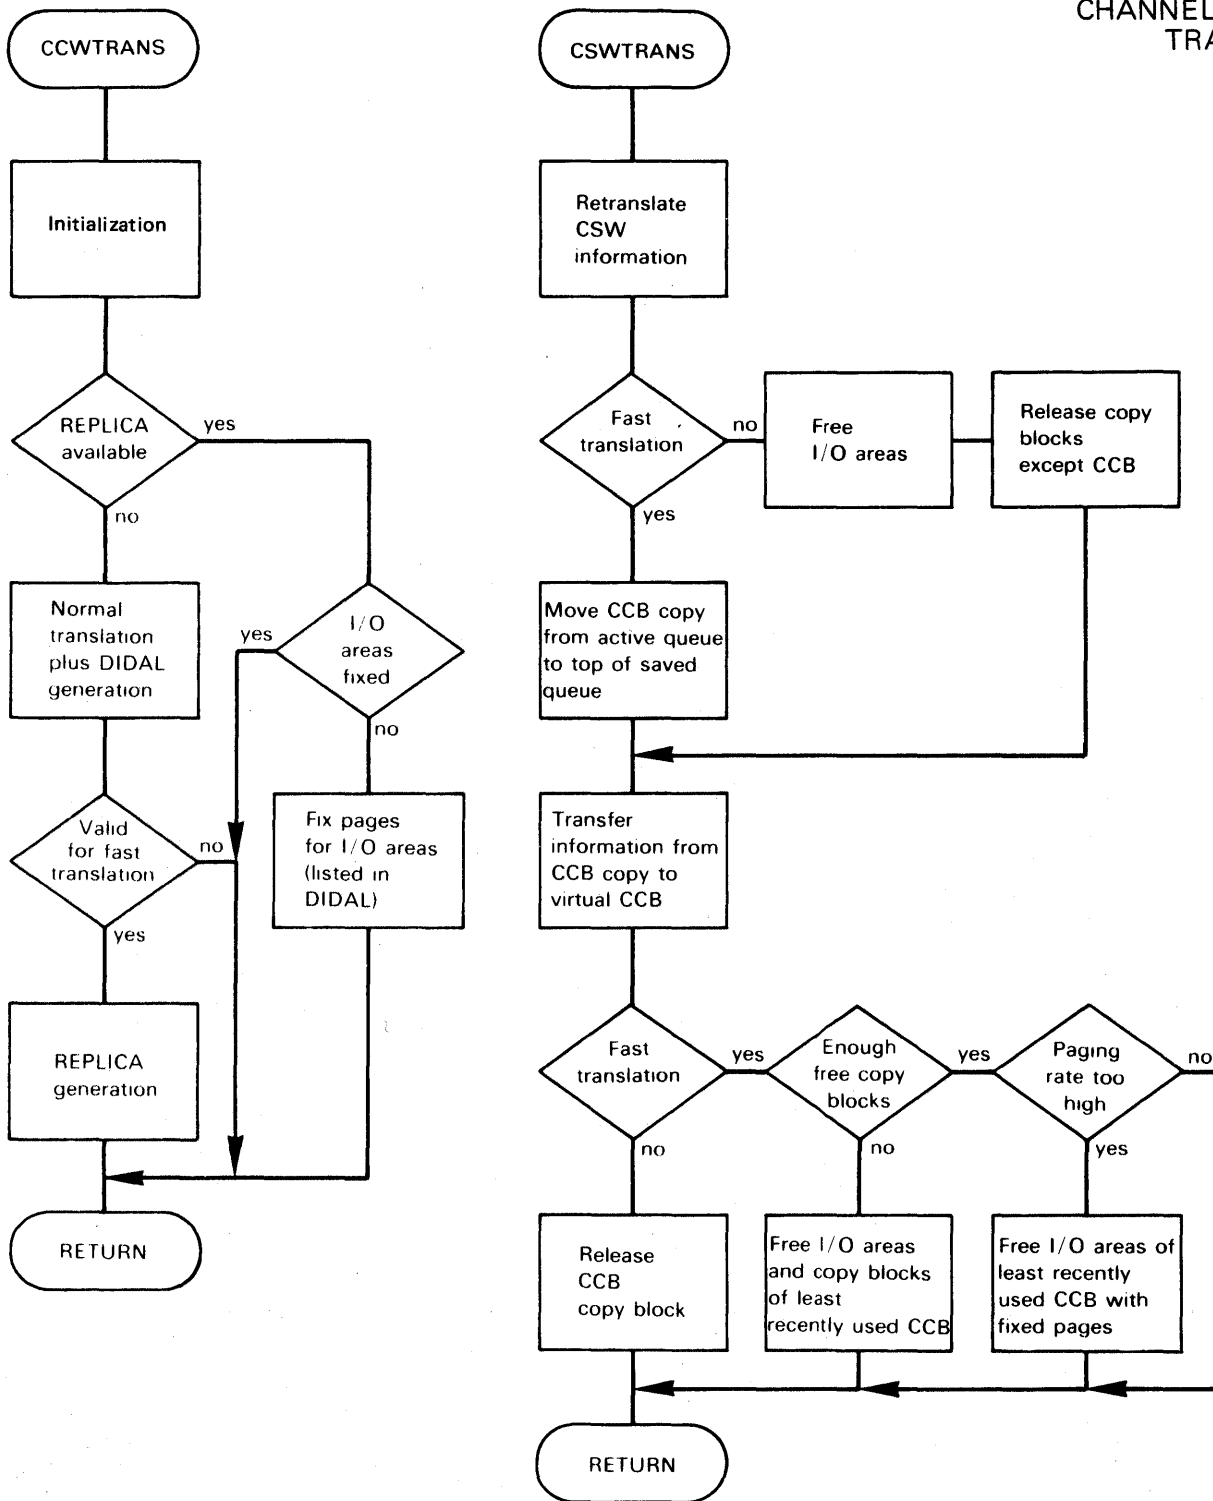 CHANNEL
TRA
CCWTRANS
Initialization
REPLICA
available
yes
no
Normal
translation
plus DIDAL
generation
yes
I/O
areas
fixed
no
Valid
for fast
translation
no
yes
Fix pages
for I/O areas
(listed in
DIDAL)
REPLICA
generation
RETURN
CSWTRANS
Retranslate
CSW
information
Fast
translation
no
yes
Free
I/O areas
Release copy
blocks
except CCB
Move CCB copy
from active queue
to top of saved
queue
Transfer
information from
CCB copy to
virtual CCB
Fast
translation
yes
no
Enough
free copy
blocks
yes
no
Paging
rate too
high
no
yes
Release
CCB
copy block
Free I/O areas
and copy blocks
of least
recently used CCB
Free I/O areas of
least recently
used CCB with
fixed pages
RETURN